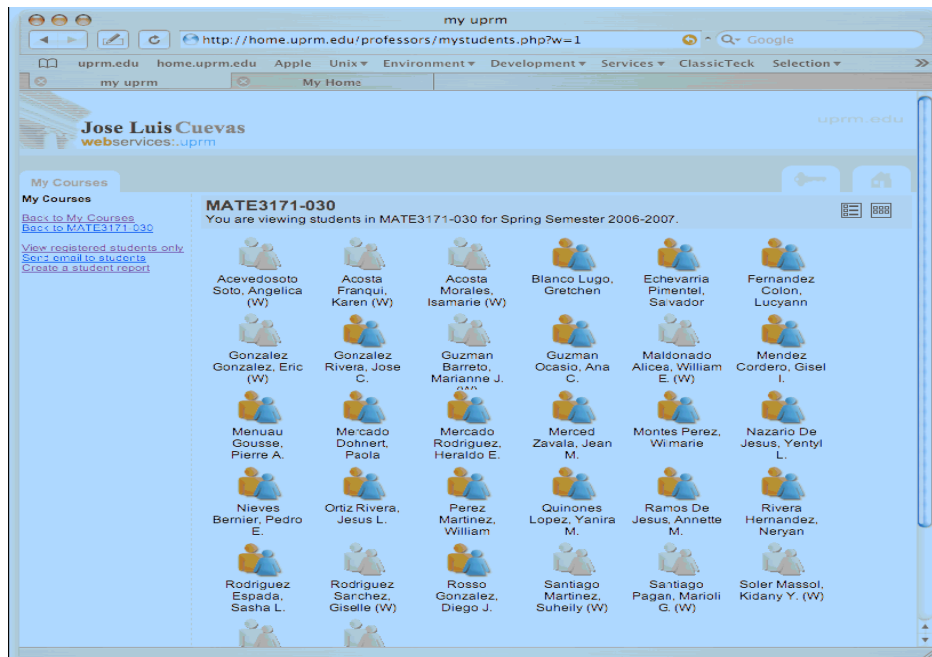 my uprm
http://home.uprm.edu/professors/mystudents.php?w=1
Google
uprm.edu home.uprm.edu Apple Unix Environment Development Services ClassicTeck Selection
my uprm My Home
Jose Luis Cuevas
webservices:.uprm
uprm.edu
My Courses
My Courses
Back to My Courses
Back to MATE3171-030
View registered students only
Send email to students
Create a student report
MATE3171-030
You are viewing students in MATE3171-030 for Spring Semester 2006-2007.
Acevedosoto
Soto, Angelica
(W)
Acosta
Franqui,
Karen (W)
Acosta
Morales,
Isamarie (W)
Blanco Lugo,
Gretchen
Echevarria
Pimentel,
Salvador
Fernandez
Colon,
Lucyann
Gonzalez
Gonzalez, Eric
(W)
Gonzalez
Rivera, Jose
C.
Guzman
Barreto,
Marianne J.
(W)
Guzman
Ocasio, Ana
C.
Maldonado
Alicea, William
E. (W)
Mendez
Cordero, Gisel
I.
Menuau
Gousse,
Pierre A.
Mercado
Dohnert,
Paola
Mercado
Rodriguez,
Heraldo E.
Merced
Zavala, Jean
M.
Montes Perez,
Wilmarie
Nazario De
Jesus, Yentyl
L.
Nieves
Bernier, Pedro
E.
Ortiz Rivera,
Jesus L.
Perez
Martinez,
William
Quinones
Lopez, Yanira
M.
Ramos De
Jesus, Annette
M.
Rivera
Hernandez,
Neryan
Rodriguez
Espada,
Sasha L.
Rodriguez
Sanchez,
Giselle (W)
Rosso
Gonzalez,
Diego J.
Santiago
Martinez,
Suheily (W)
Santiago
Pagan, Marioli
G. (W)
Soler Massol,
Kidany Y. (W)